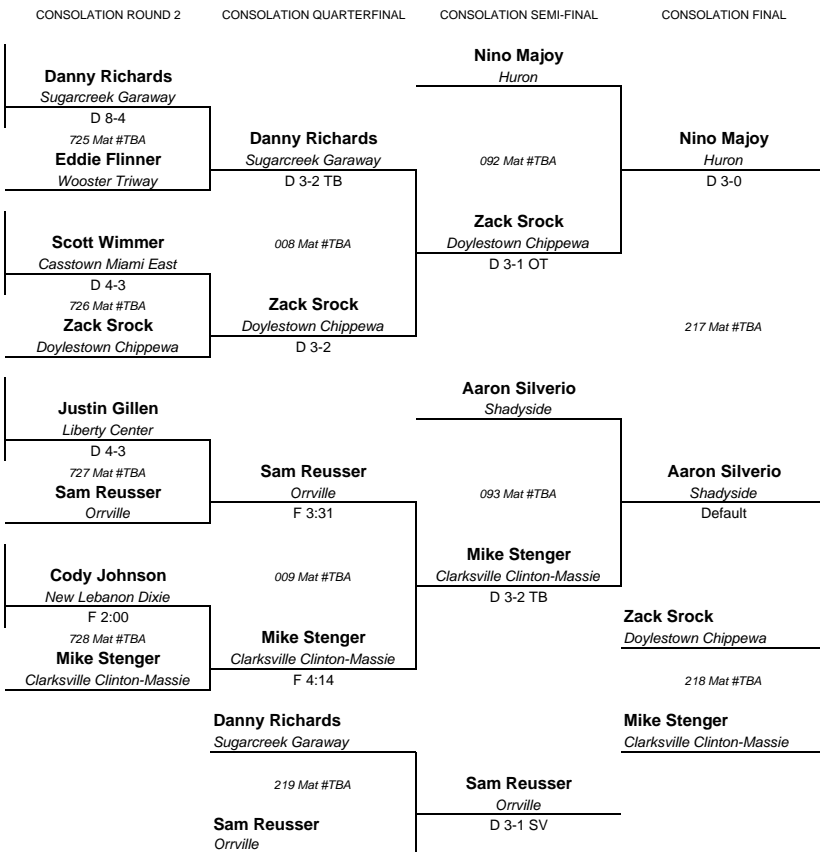 CONSOLATION ROUND 2
CONSOLATION QUARTERFINAL
CONSOLATION SEMI-FINAL
CONSOLATION FINAL
Danny Richards
Sugarcreek Garaway
D 8-4
725 Mat #TBA
Eddie Flinner
Wooster Triway
Scott Wimmer
Casstown Miami East
D 4-3
726 Mat #TBA
Zack Srock
Doylestown Chippewa
Justin Gillen
Liberty Center
D 4-3
727 Mat #TBA
Sam Reusser
Orrville
Cody Johnson
New Lebanon Dixie
F 2:00
728 Mat #TBA
Mike Stenger
Clarksville Clinton-Massie
Danny Richards
Sugarcreek Garaway
D 3-2 TB
008 Mat #TBA
Zack Srock
Doylestown Chippewa
D 3-2
Sam Reusser
Orrville
F 3:31
009 Mat #TBA
Mike Stenger
Clarksville Clinton-Massie
F 4:14
Danny Richards
Sugarcreek Garaway
219 Mat #TBA
Sam Reusser
Orrville
Nino Majoy
Huron
092 Mat #TBA
Zack Srock
Doylestown Chippewa
D 3-1 OT
Aaron Silverio
Shadyside
093 Mat #TBA
Mike Stenger
Clarksville Clinton-Massie
D 3-2 TB
Sam Reusser
Orrville
D 3-1 SV
Nino Majoy
Huron
D 3-0
217 Mat #TBA
Aaron Silverio
Shadyside
Default
Zack Srock
Doylestown Chippewa
218 Mat #TBA
Mike Stenger
Clarksville Clinton-Massie